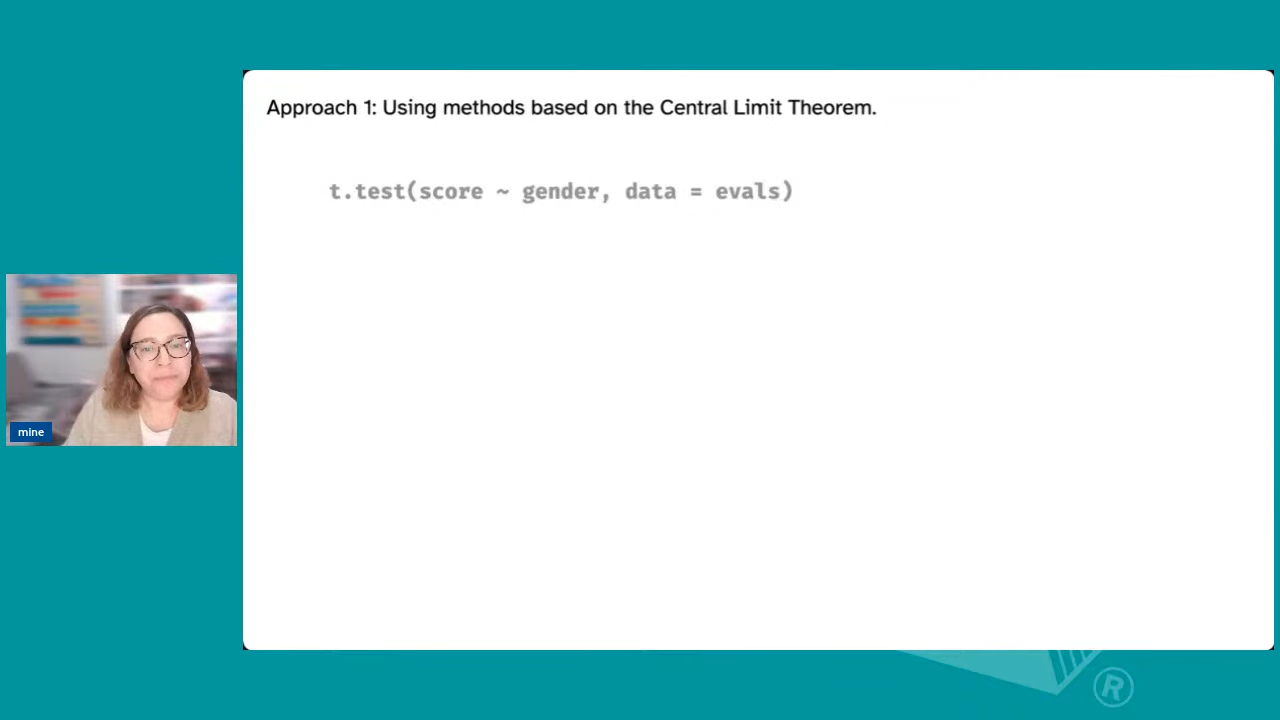 Approach 1: Using methods based on the Central Limit Theorem.
t.test(score ~ gender, data = evals)
mine
®